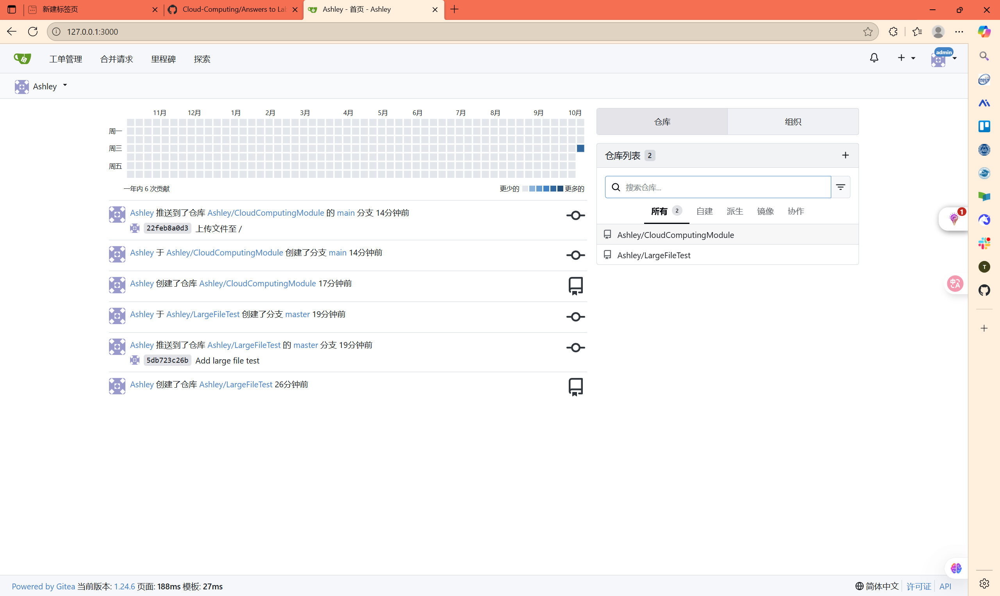 新建标签页
Cloud-Computing/Answers to Lab
Ashley - 首页 - Ashley
127.0.0.1:3000
工单管理 合并请求 里程碑 探索
admin
Ashley
11月 12月 1月 2月 3月 4月 5月 6月 7月 8月 9月 10月
周一
周三
周五
一年内 6 次贡献
更少的 更多的
Ashley 推送到了仓库 Ashley/CloudComputingModule 的 main 分支 14分钟前
22feb8a0d3 上传文件至 /
Ashley 于 Ashley/CloudComputingModule 创建了分支 main 14分钟前
Ashley 创建了仓库 Ashley/CloudComputingModule 17分钟前
Ashley 于 Ashley/LargeFileTest 创建了分支 master 19分钟前
Ashley 推送到了仓库 Ashley/LargeFileTest 的 master 分支 19分钟前
5db723c26b Add large file test
Ashley 创建了仓库 Ashley/LargeFileTest 26分钟前
仓库 组织
仓库列表 2
搜索仓库...
所有 2 自建 派生 镜像 协作
Ashley/CloudComputingModule
Ashley/LargeFileTest
1
T
中A
Powered by Gitea 当前版本: 1.24.6 页面: 188ms 模板: 27ms
简体中文 许可证 API